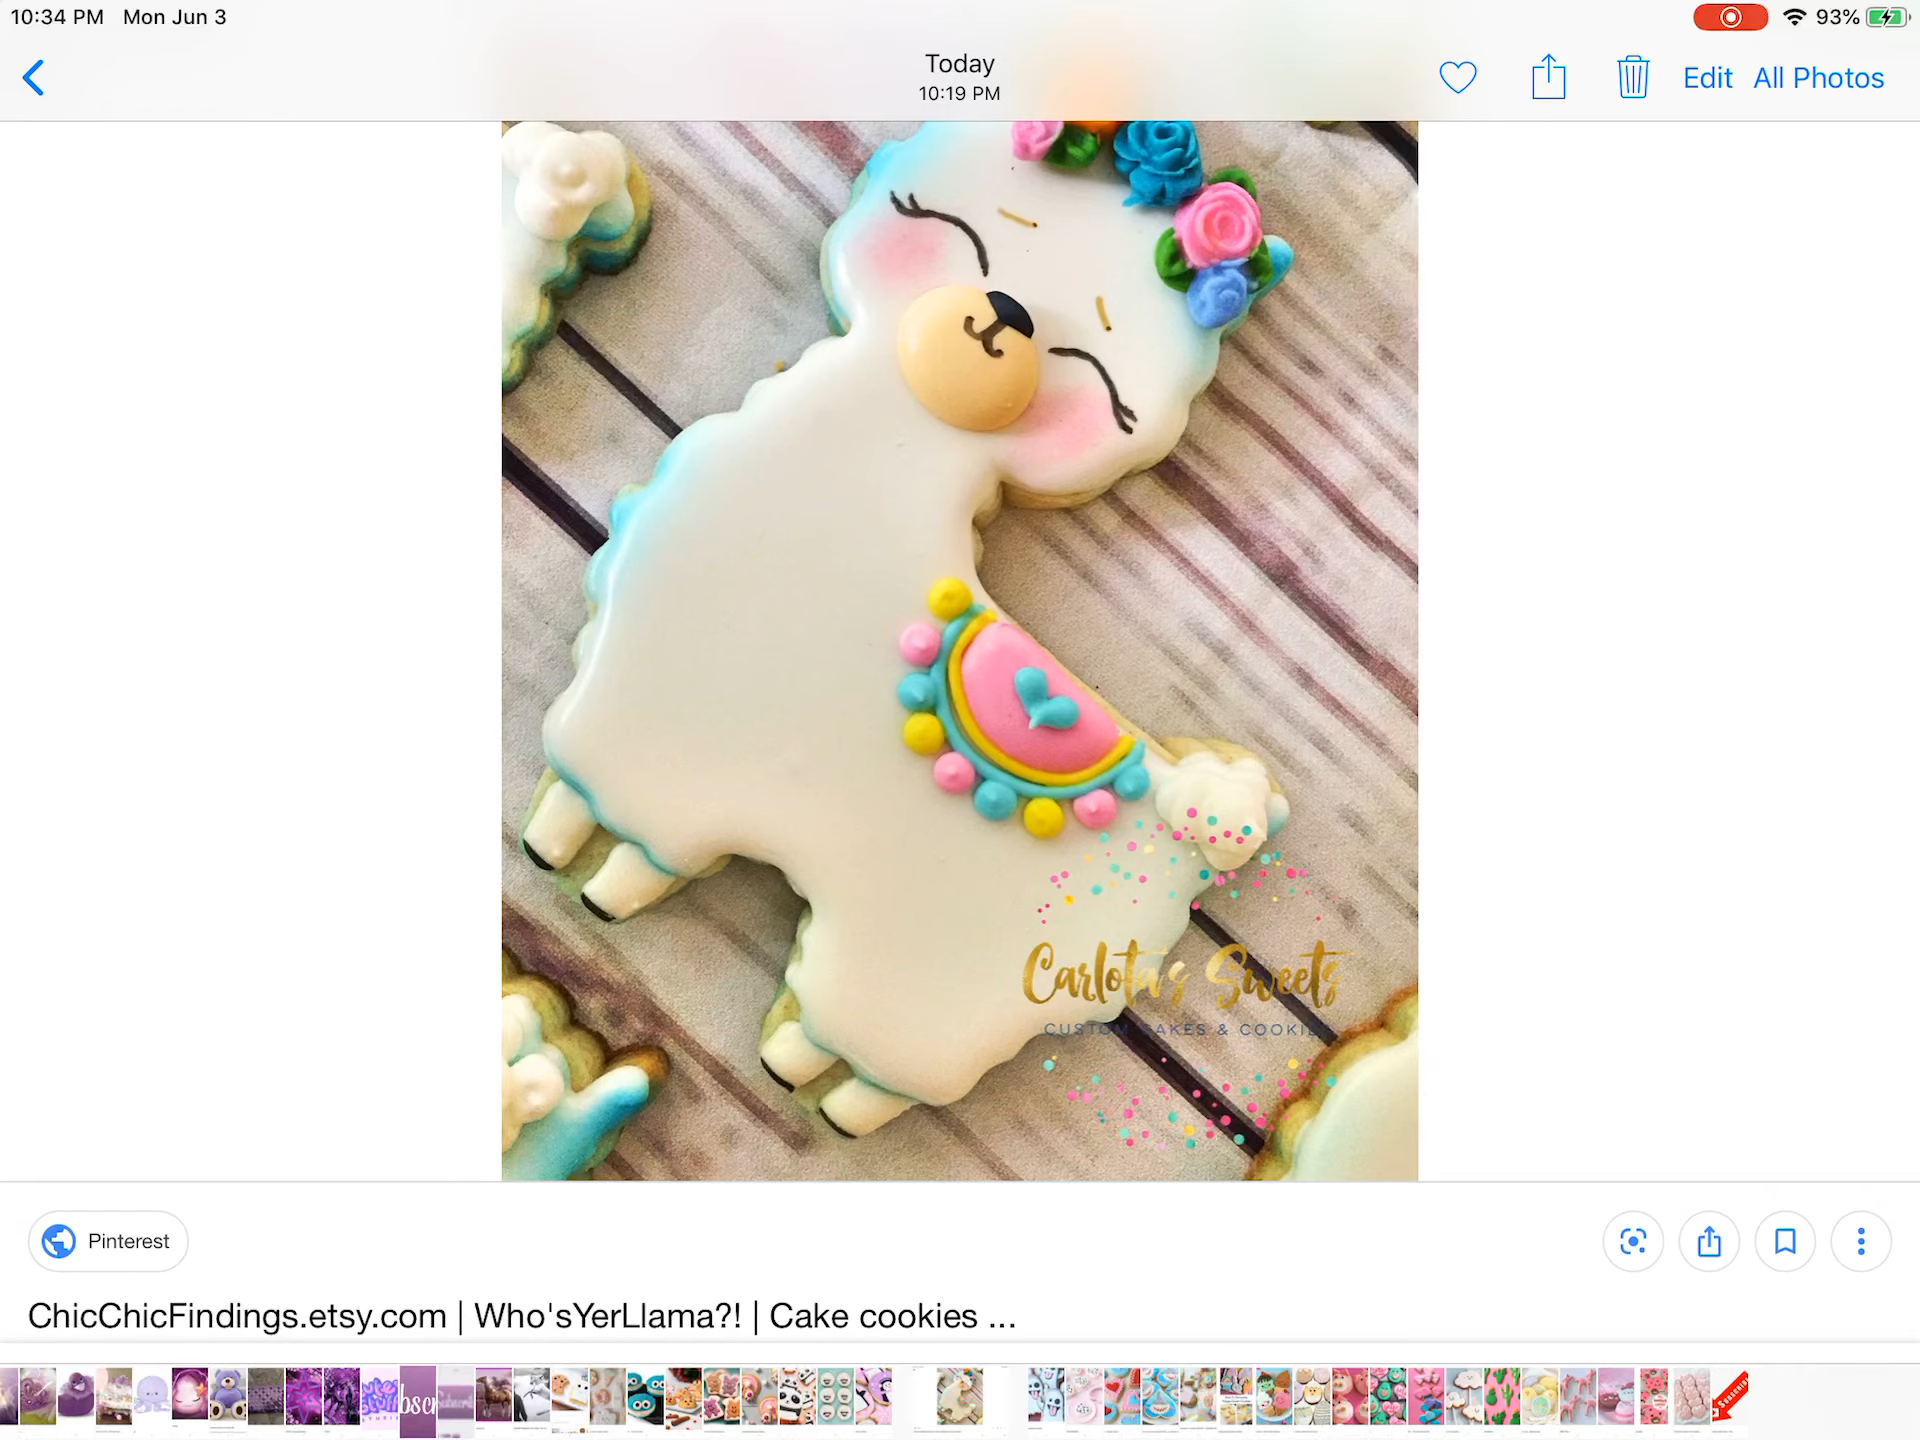 10:34 PM Mon Jun 3
93%
Today
10:19 PM
Edit All Photos
Carlota's Sweets
CUSTOM CAKES & COOKIES
Pinterest
ChicChicFindings.etsy.com | Who'sYerLlama?! | Cake cookies ...